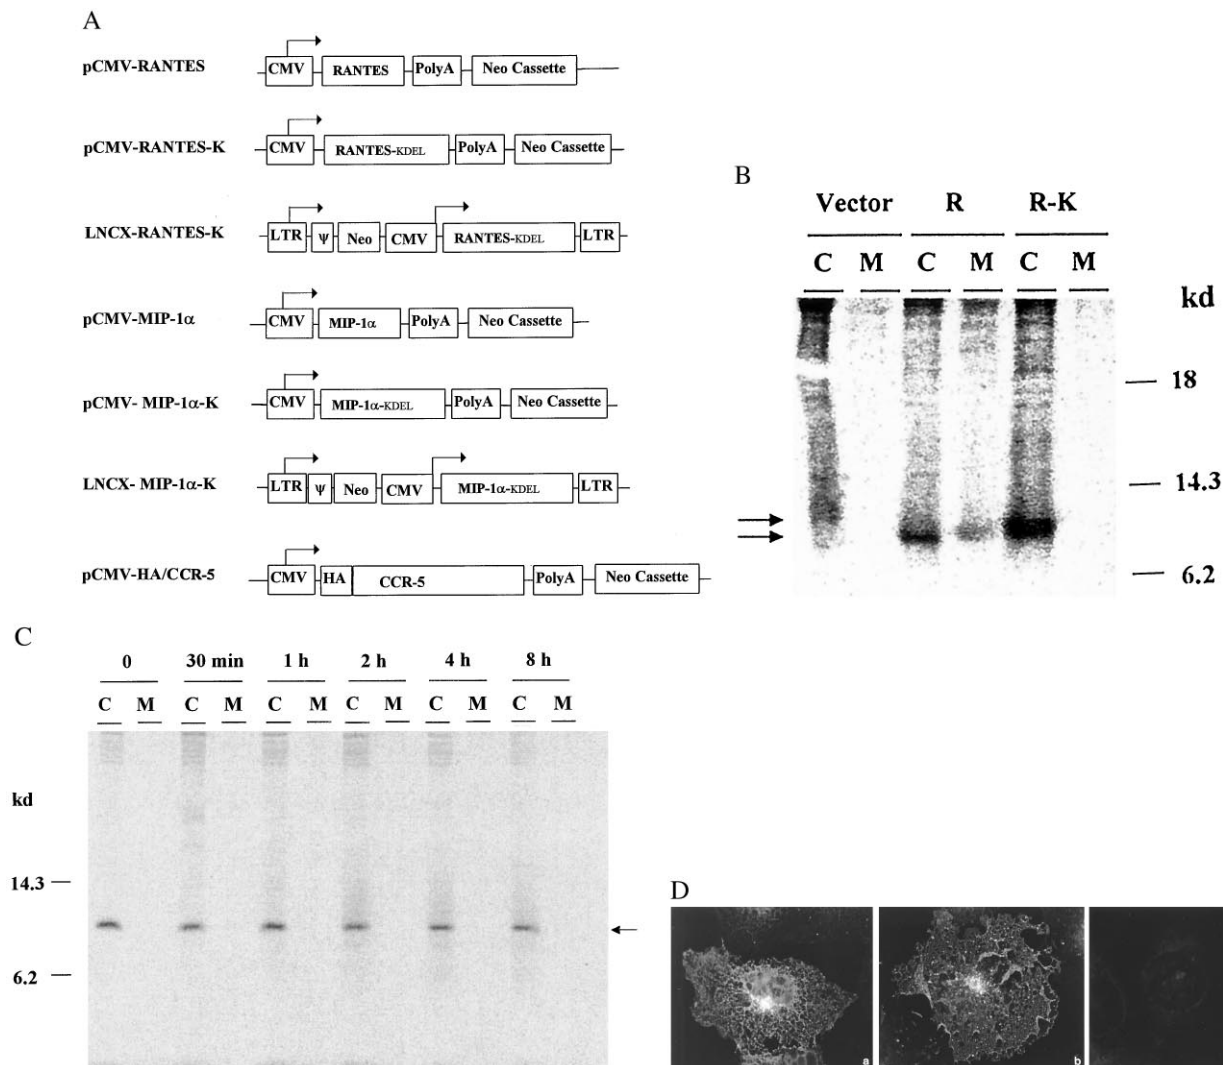 A
pCMV-RANTES
CMV RANTES PolyA Neo Cassette
pCMV-RANTES-K
CMV RANTES-KDEL PolyA Neo Cassette
LNCX-RANTES-K
LTR Ψ Neo CMV RANTES-KDEL LTR
pCMV-MIP-1α
CMV MIP-1α PolyA Neo Cassette
pCMV- MIP-1α-K
CMV MIP-1α-KDEL PolyA Neo Cassette
LNCX- MIP-1α-K
LTR Ψ Neo CMV MIP-1α-KDEL LTR
pCMV-HA/CCR-5
CMV HA CCR-5 PolyA Neo Cassette
B
Vector R R-K
C M C M C M
kd
18
14.3
6.2
C
0 30 min 1 h 2 h 4 h 8 h
C M C M C M C M C M C M
kd
14.3
6.2
D
a
b